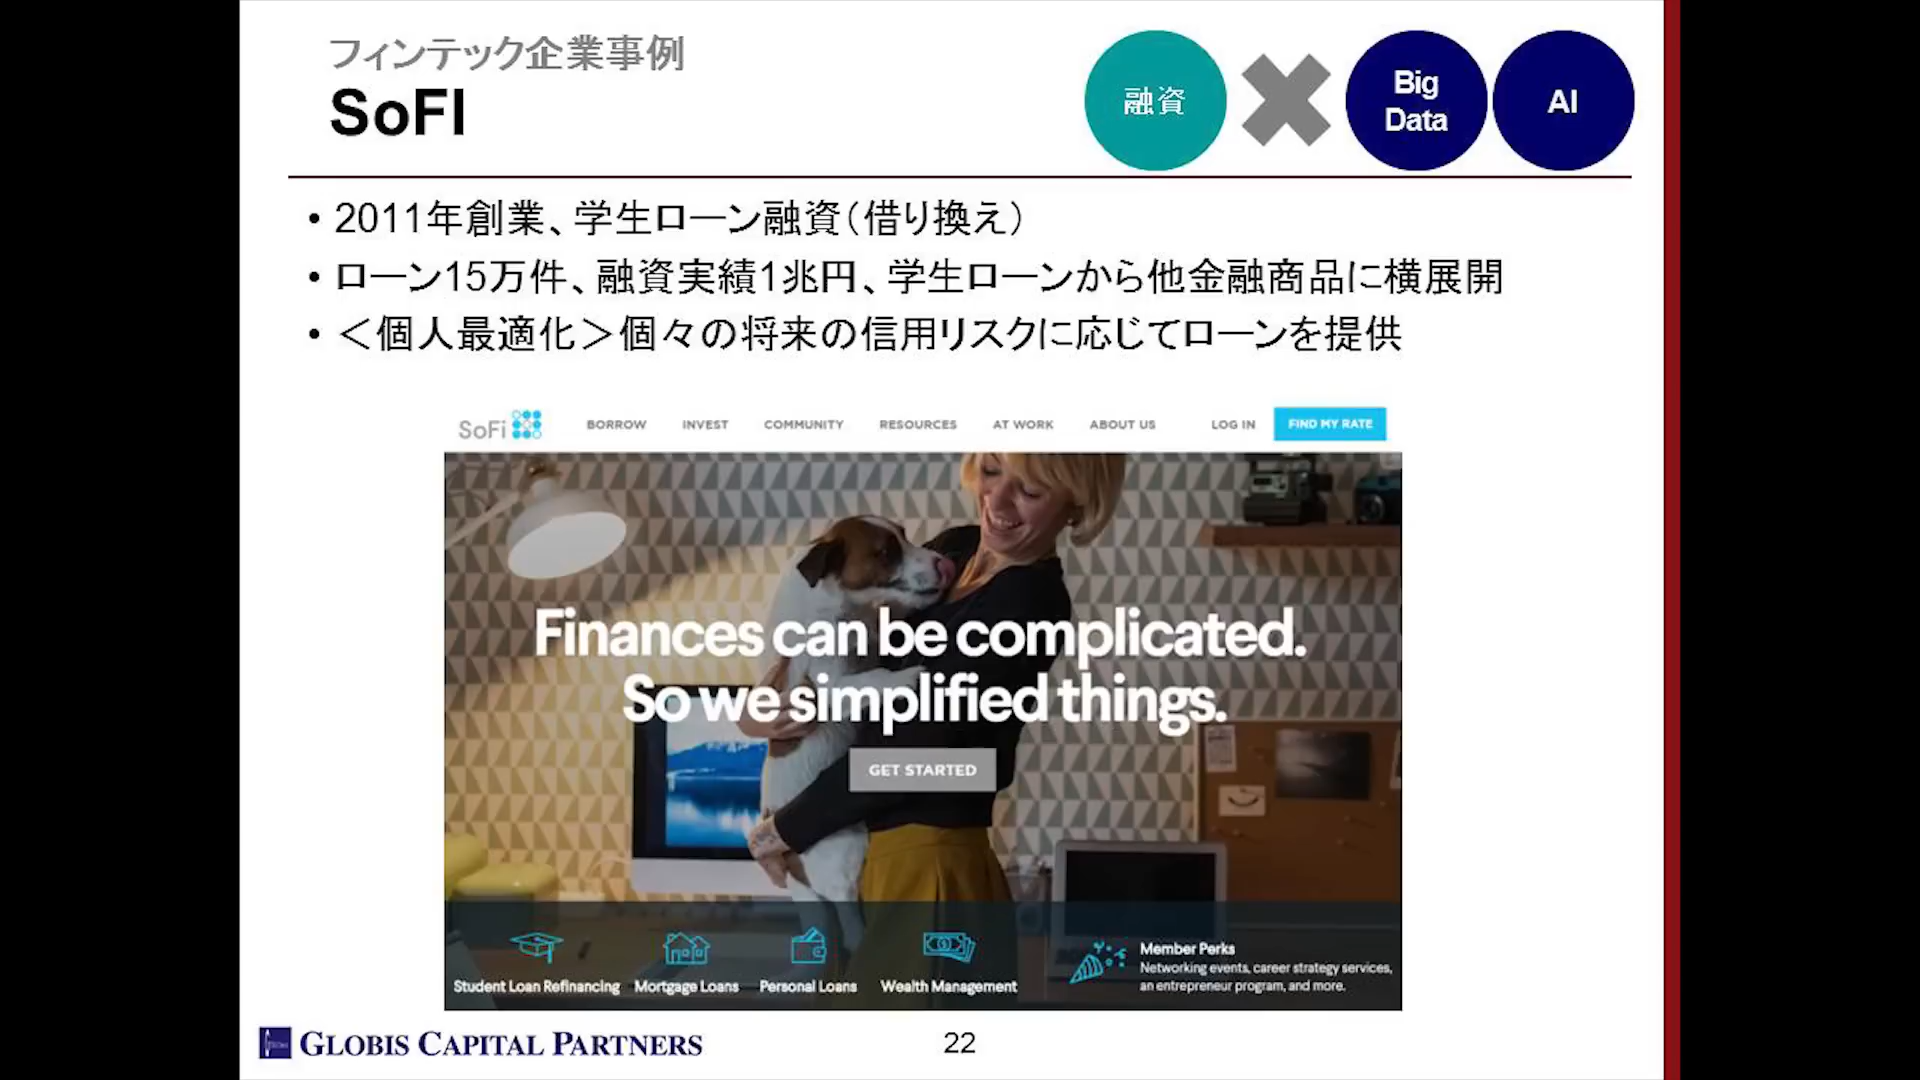 フィンテック企業事例
SoFI
融資
Big
Data
AI
• 2011年創業、学生ローン融資（借り換え）
• ローン15万件、融資実績1兆円、学生ローンから他金融商品に横展開
• ＜個人最適化＞個々の将来の信用リスクに応じてローンを提供
SoFi BORROW INVEST COMMUNITY RESOURCES AT WORK ABOUT US LOG IN FIND MY RATE
Finances can be complicated.
So we simplified things.
GET STARTED
Student Loan Refinancing Mortgage Loans Personal Loans Wealth Management
Member Perks
Networking events, career strategy services,
an entrepreneur program, and more.
GLOBIS CAPITAL PARTNERS
22